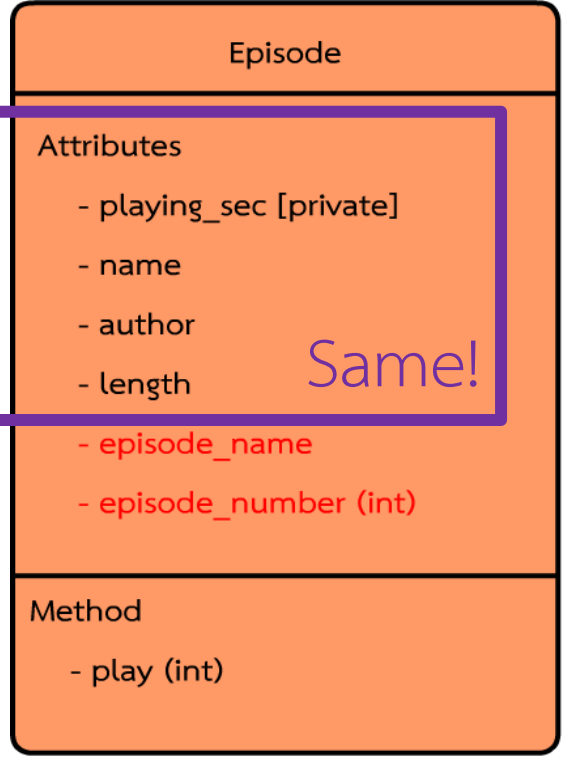 Episode
Attributes
- playing_sec [private]
- name
- author
- length
Same!
- episode_name
- episode_number (int)
Method
- play (int)